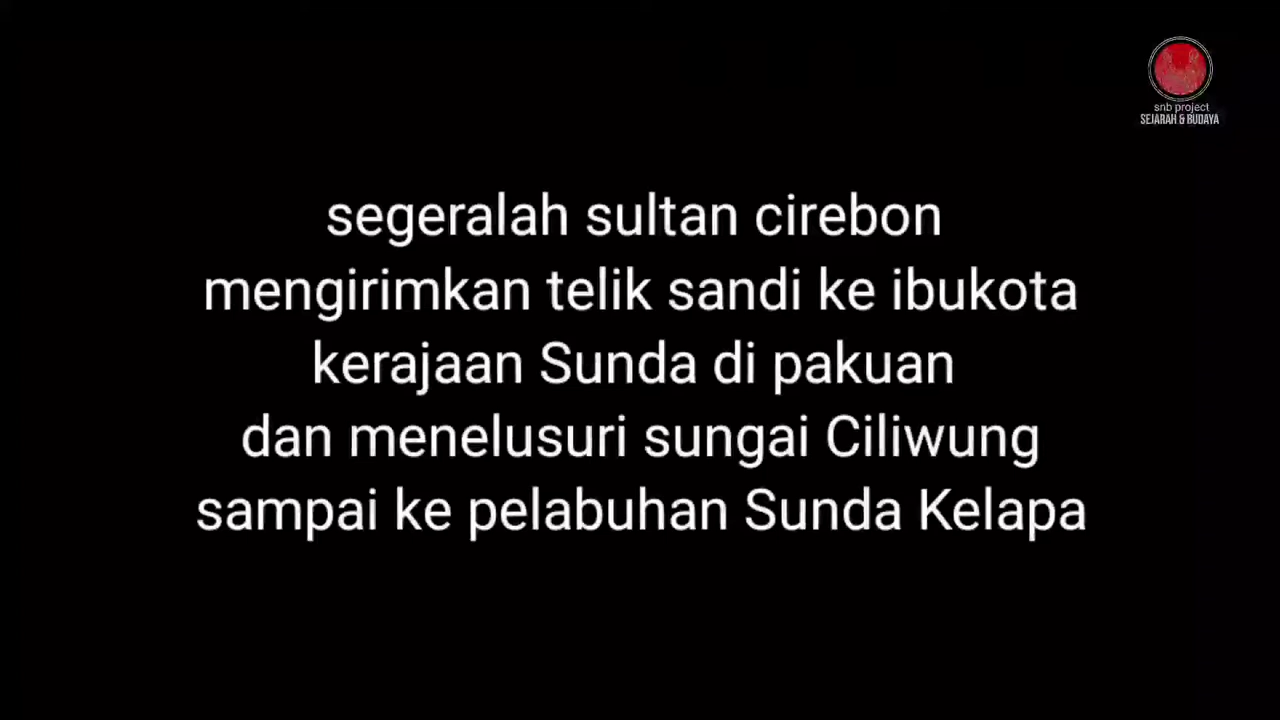 snb project
SEJARAH & BUDAYA
segeralah sultan cirebon
mengirimkan telik sandi ke ibukota
kerajaan Sunda di pakuan
dan menelusuri sungai Ciliwung
sampai ke pelabuhan Sunda Kelapa